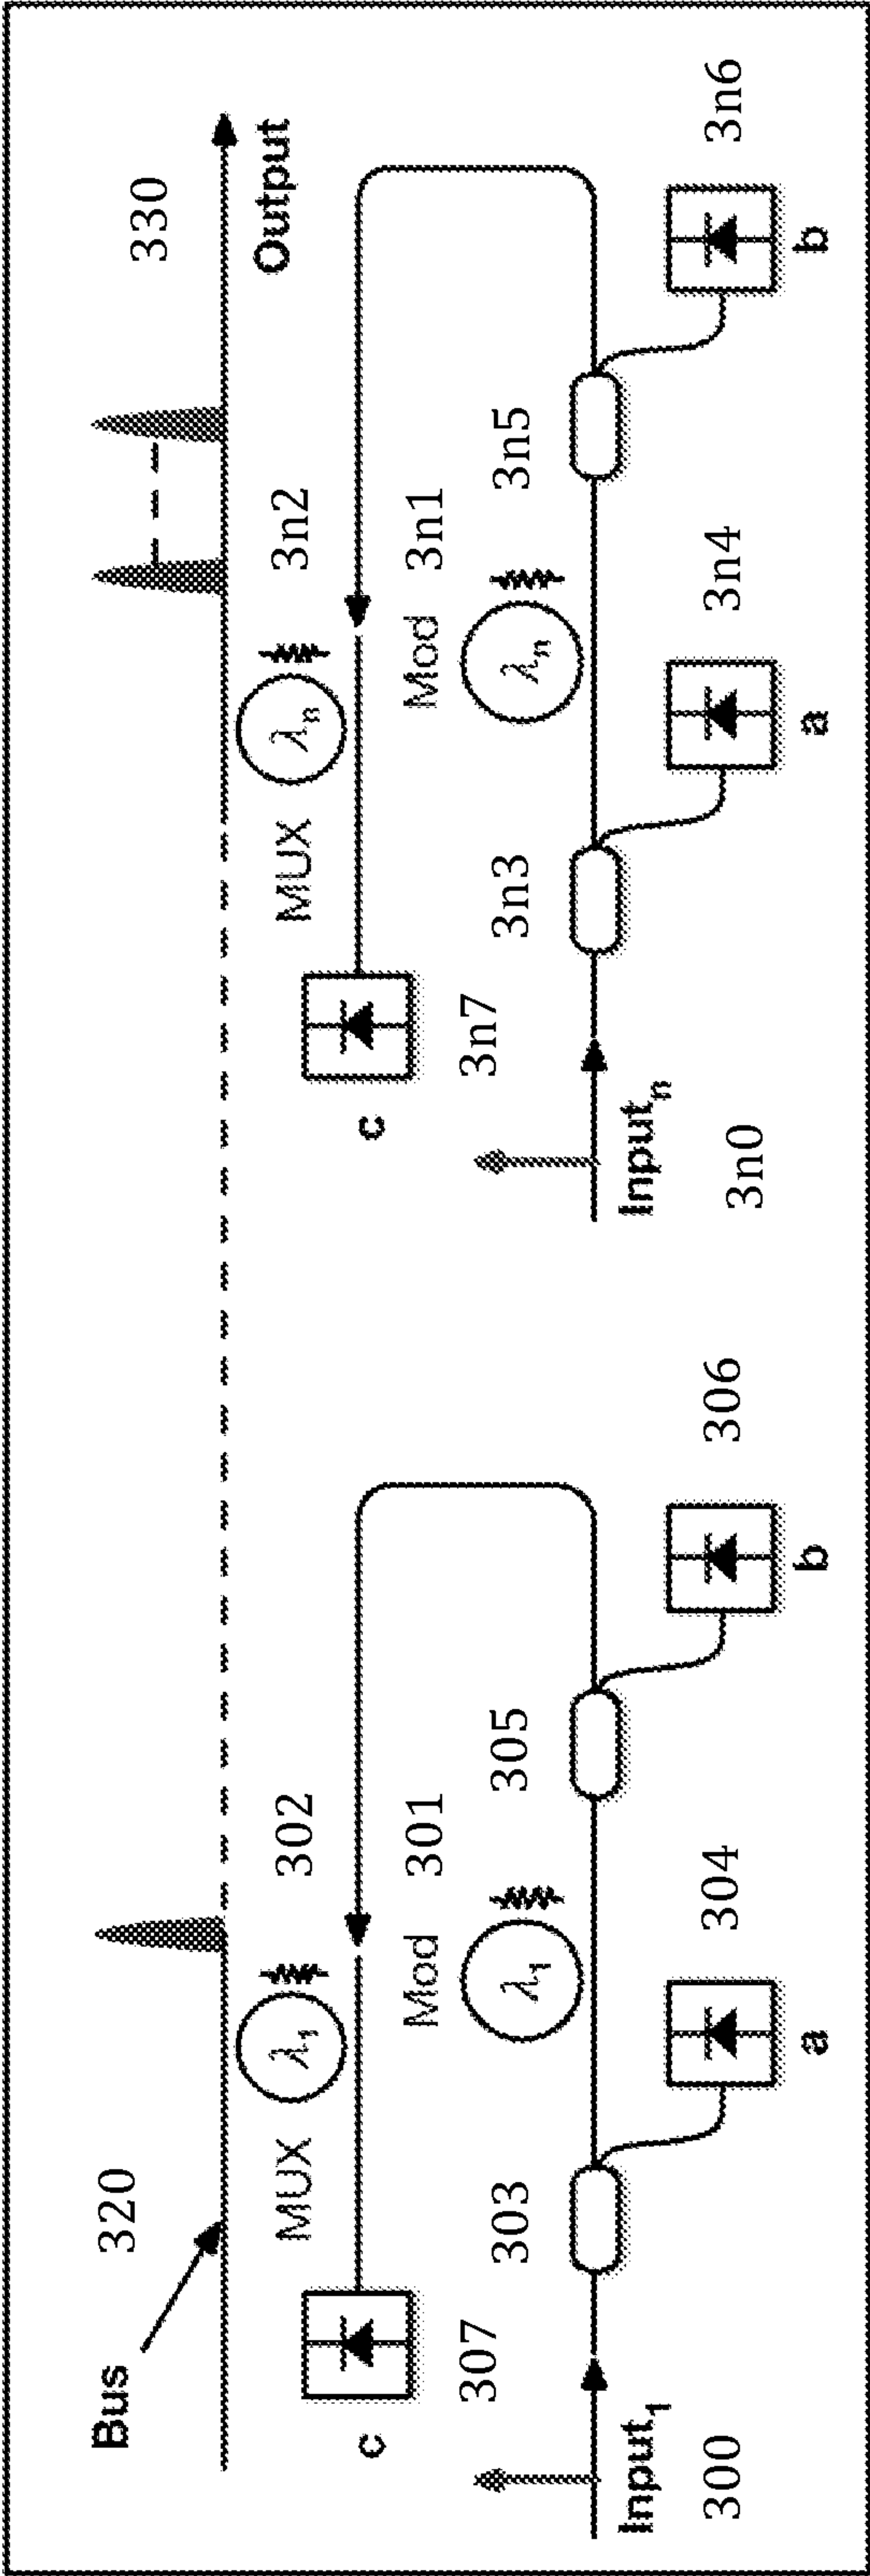 Bus
320
330
Output
MUX
λ1
302
MUX
λn
3n2
c
307
Mod
301
c
3n7
Mod
3n1
λ1
λn
303
305
3n3
3n5
Input1
300
a
304
b
306
Inputn
3n0
a
3n4
b
3n6